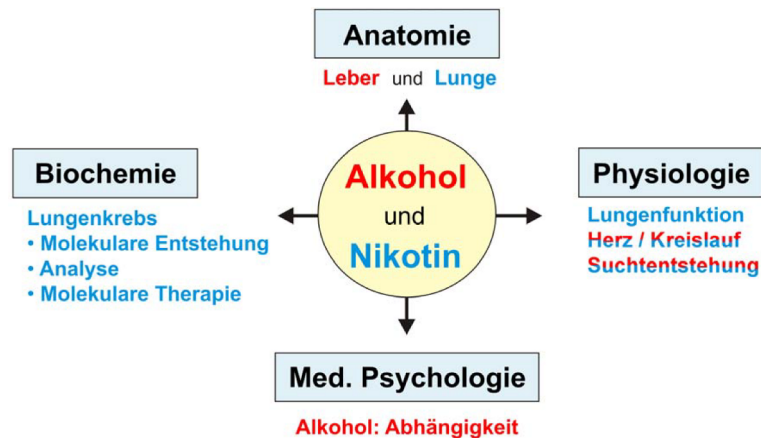 Anatomie
Leber und Lunge
Biochemie
Lungenkrebs
• Molekulare Entstehung
• Analyse
• Molekulare Therapie
Alkohol
und
Nikotin
Physiologie
Lungenfunktion
Herz / Kreislauf
Suchtentstehung
Med. Psychologie
Alkohol: Abhängigkeit